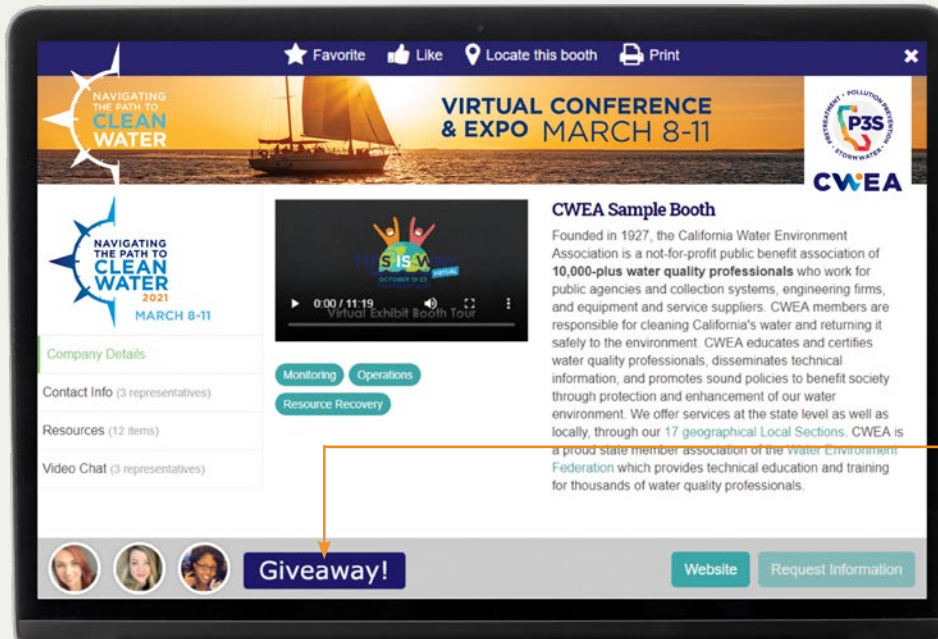 Favorite
Like
Locate this booth
Print
NAVIGATING
THE PATH TO
CLEAN
WATER
VIRTUAL CONFERENCE
& EXPO MARCH 8-11
PRETREATMENT • POLLUTION PREVENTION • STORMWATER
P3S
CWEA
NAVIGATING
THE PATH TO
CLEAN
WATER
2021
MARCH 8-11
Company Details
Contact Info (3 representatives)
Resources (12 items)
Video Chat (3 representatives)
THIS IS WHY
VIRTUAL
0:00 / 11:19
Virtual Exhibit Booth Tour
Monitoring
Operations
Resource Recovery
CWEA Sample Booth
Founded in 1927, the California Water Environment
Association is a not-for-profit public benefit association of
10,000-plus water quality professionals who work for
public agencies and collection systems, engineering firms,
and equipment and service suppliers. CWEA members are
responsible for cleaning California's water and returning it
safely to the environment. CWEA educates and certifies
water quality professionals, disseminates technical
information, and promotes sound policies to benefit society
through protection and enhancement of our water
environment. We offer services at the state level as well as
locally, through our 17 geographical Local Sections. CWEA is
a proud state member association of the Water Environment
Federation which provides technical education and training
for thousands of water quality professionals.
Giveaway!
Website
Request Information